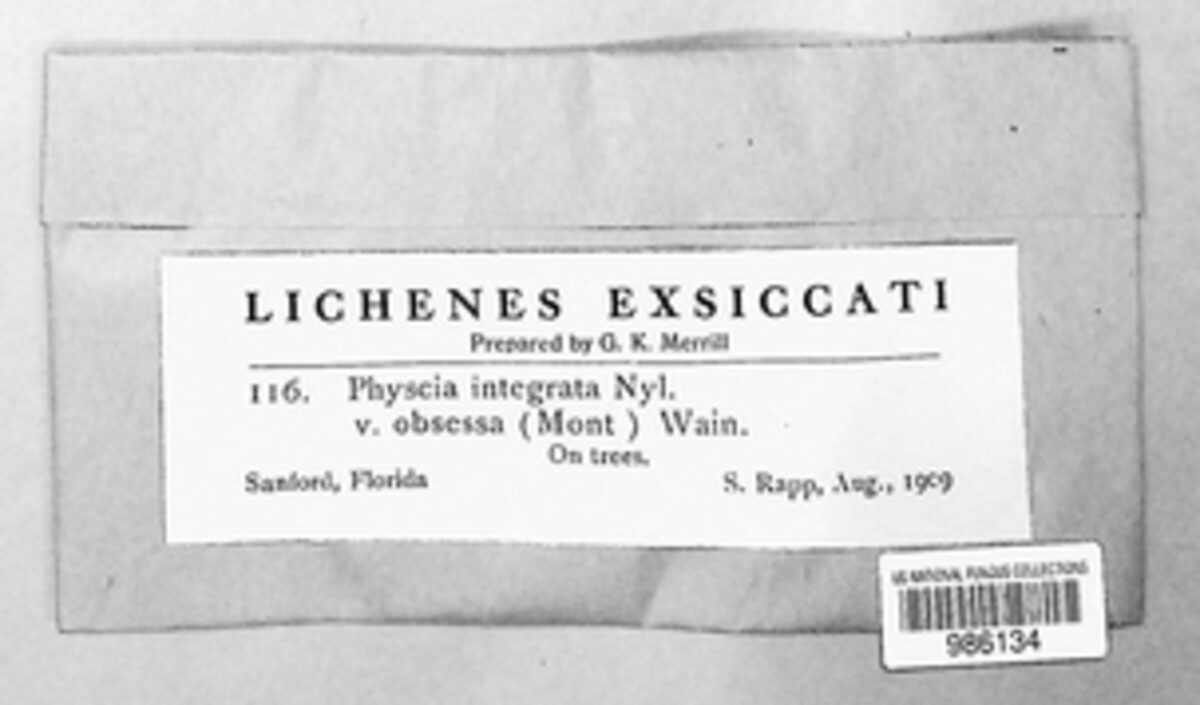 LICHENES EXSICCATI
Prepared by G. K. Merrill
116. Physcia integrata Nyl.
v. obsessa (Mont ) Wain.
On trees.
Sanford, Florida S. Rapp, Aug., 1909
US NATIONAL FUNGUS COLLECTIONS
986134